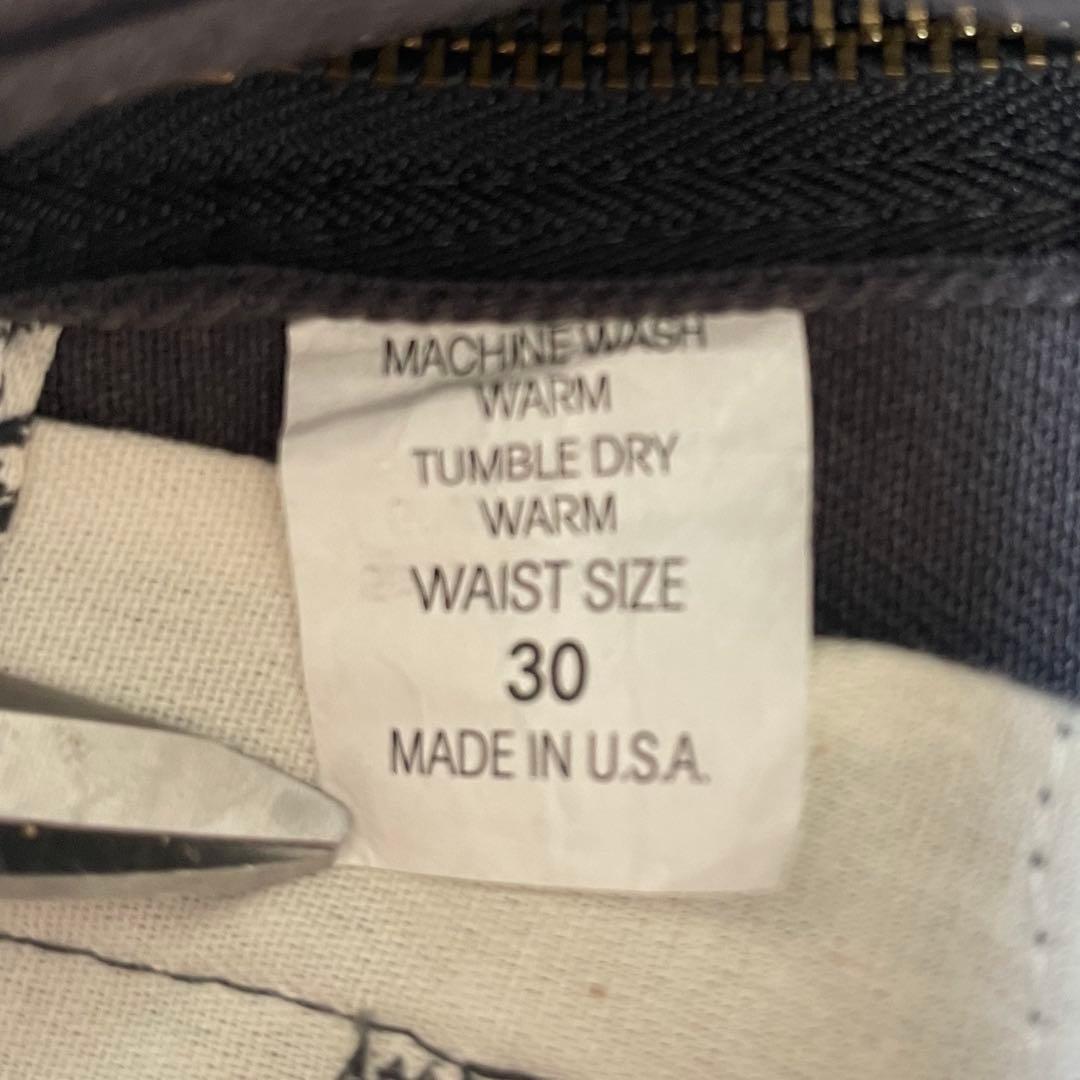 MACHINE WASH
WARM
TUMBLE DRY
WARM
WAIST SIZE
30
MADE IN U.S.A.